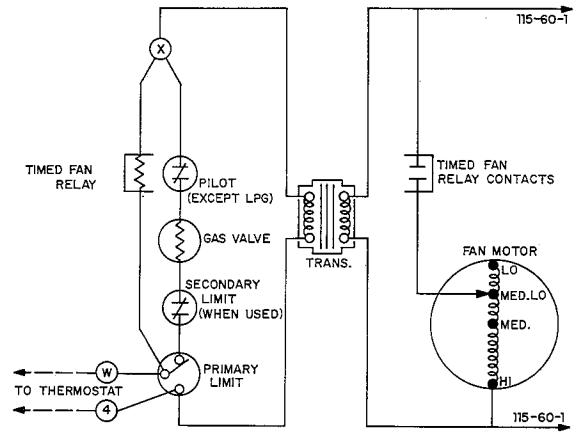 115-60-1
X
TIMED FAN
RELAY
PILOT
(EXCEPT LPG)
GAS VALVE
SECONDARY
LIMIT
(WHEN USED)
PRIMARY
LIMIT
W
TO THERMOSTAT
4
TRANS.
TIMED FAN
RELAY CONTACTS
FAN MOTOR
LO
MED.LO
MED.
HI
115-60-1